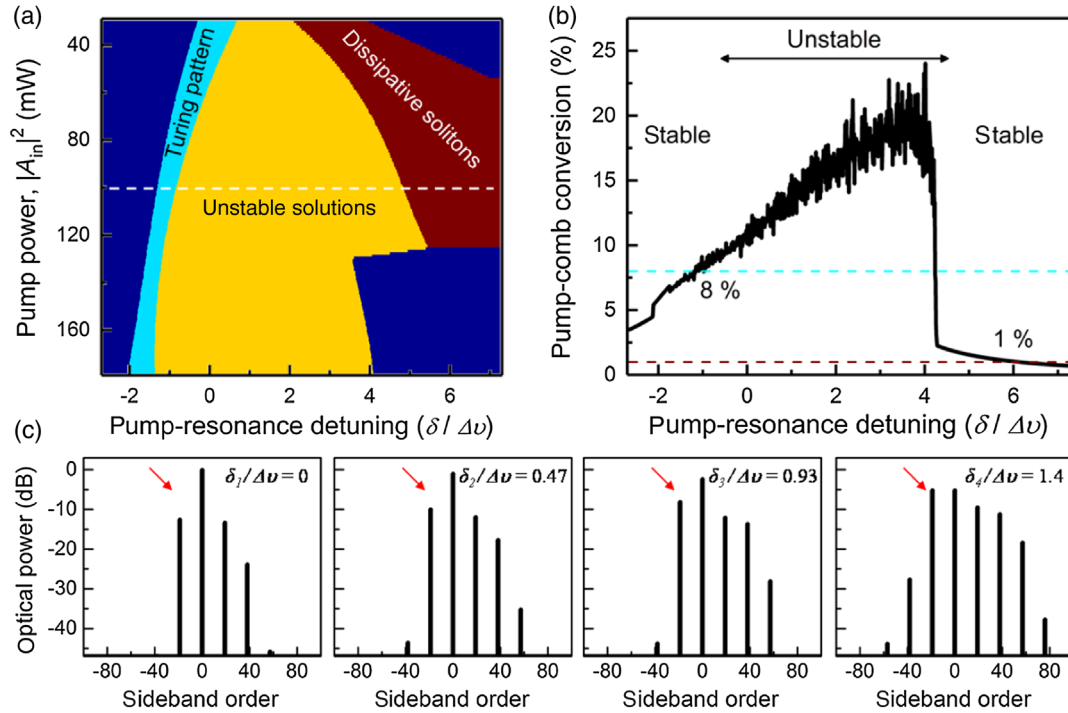 (a)
Pump power, |A_in|² (mW)
40
80
120
160
Turing pattern
Dissipative solitons
Unstable solutions
-2 0 2 4 6
Pump-resonance detuning (δ / Δυ)
(b)
Pump-comb conversion (%)
25
20
15
10
5
0
Unstable
Stable
Stable
8 %
1 %
-2 0 2 4 6
Pump-resonance detuning (δ / Δυ)
(c)
Optical power (dB)
0
-10
-20
-30
-40
δ₁/Δυ = 0
δ₂/Δυ = 0.47
δ₃/Δυ = 0.93
δ₄/Δυ = 1.4
-80 -40 0 40 80
-80 -40 0 40 80
-80 -40 0 40 80
-80 -40 0 40 80
Sideband order
Sideband order
Sideband order
Sideband order